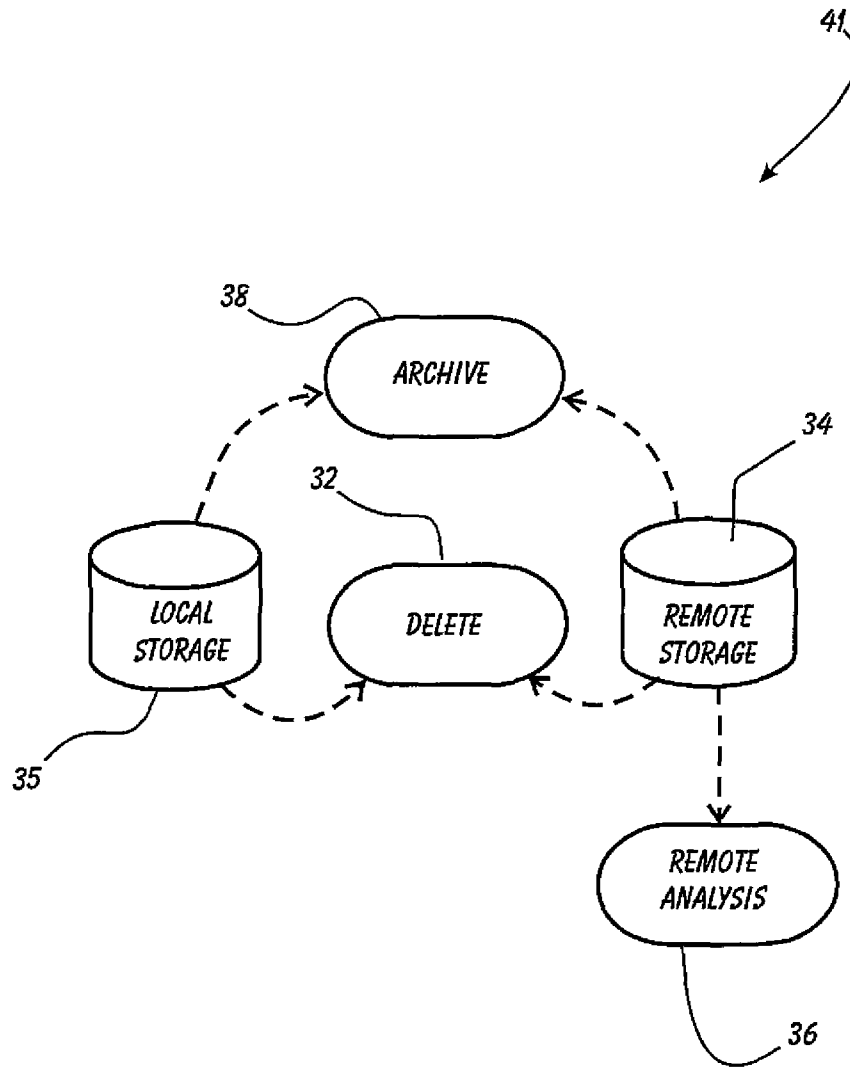 41
38
ARCHIVE
34
32
LOCAL
STORAGE
DELETE
REMOTE
STORAGE
35
REMOTE
ANALYSIS
36